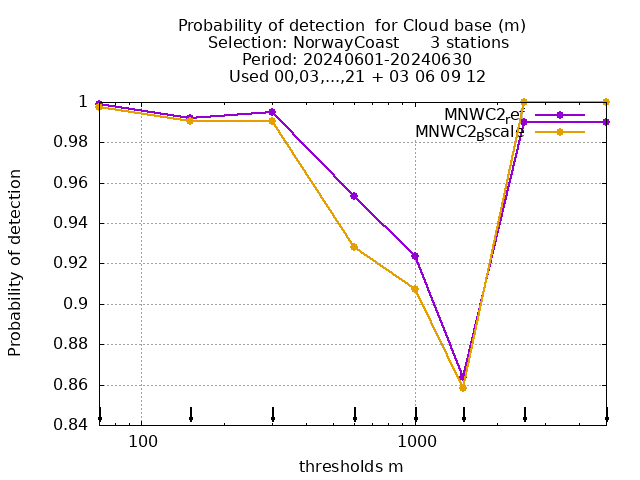 Probability of detection  for Cloud base (m)
Selection: NorwayCoast      3 stations
Period: 20240601-20240630
Used 00,03,...,21 + 03 06 09 12
Probability of detection
1
0.98
0.96
0.94
0.92
0.9
0.88
0.86
0.84
MNWC2ref
MNWC2Bscale
100
1000
thresholds m